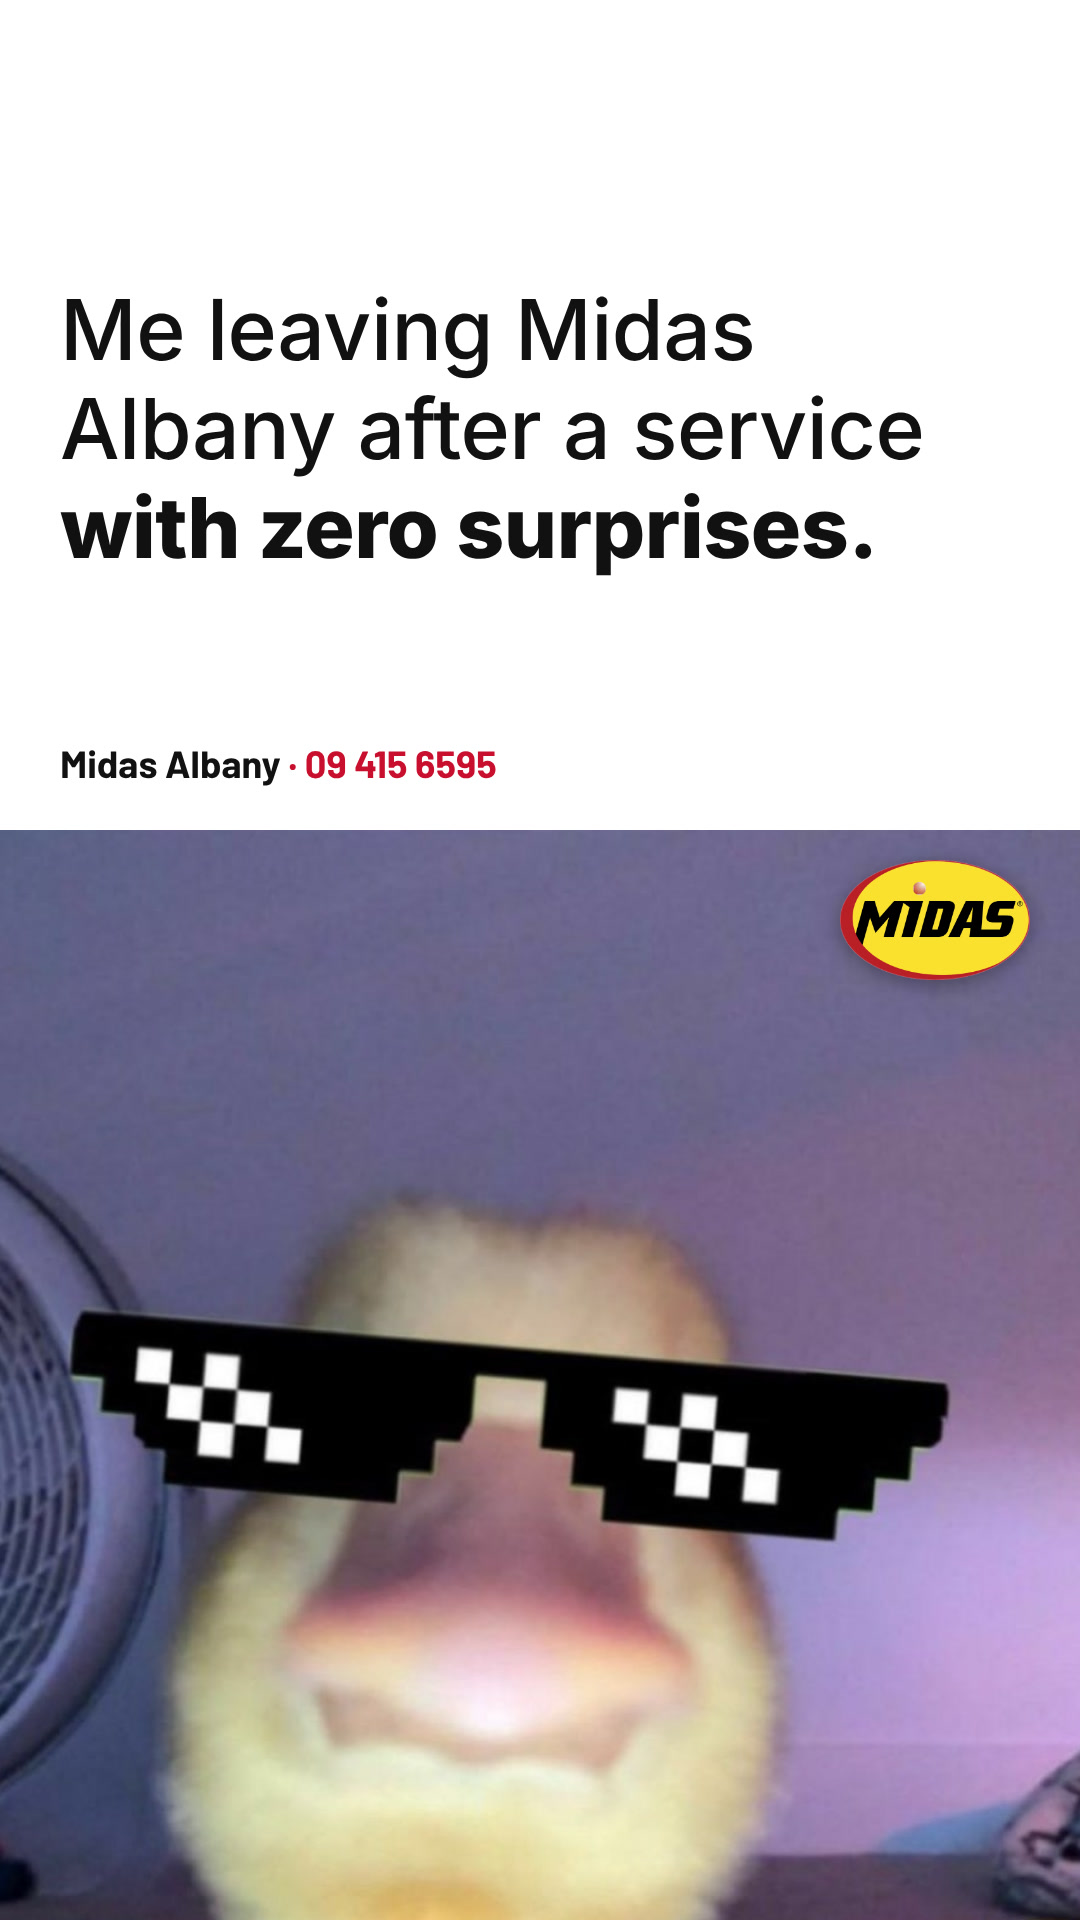 Me leaving Midas
Albany after a service
with zero surprises.
Midas Albany · 09 415 6595
MIDAS®